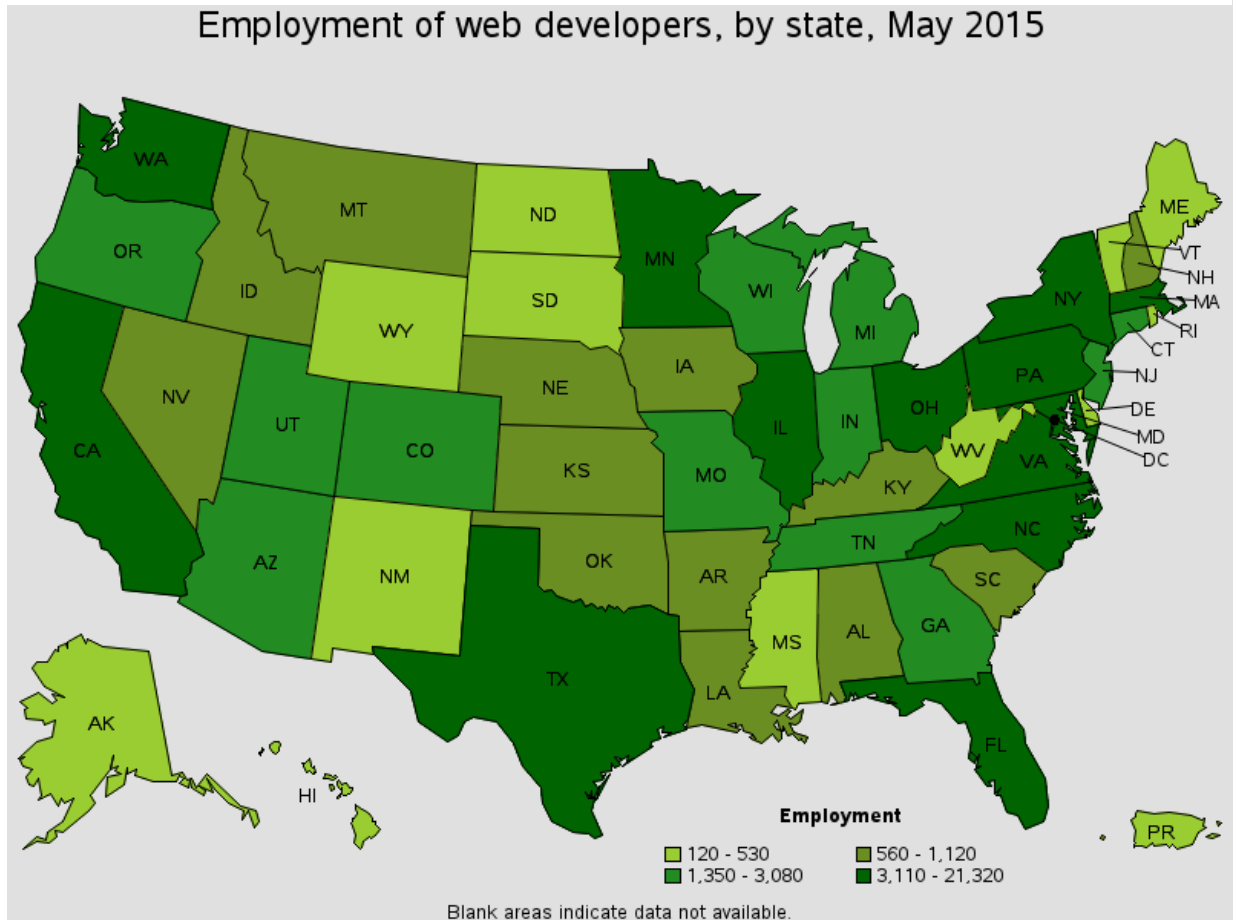 Employment of web developers, by state, May 2015
WA
MT
ND
ME
OR
MN
VT
ID
SD
WI
NH
NY
MA
WY
MI
RI
CT
IA
PA
NJ
NV
NE
OH
DE
UT
IL
IN
MD
CA
CO
WV
VA
DC
KS
MO
KY
NC
AZ
OK
TN
NM
AR
SC
MS
AL
GA
TX
LA
AK
FL
HI
PR
Employment
120 - 530 560 - 1,120
1,350 - 3,080 3,110 - 21,320
Blank areas indicate data not available.